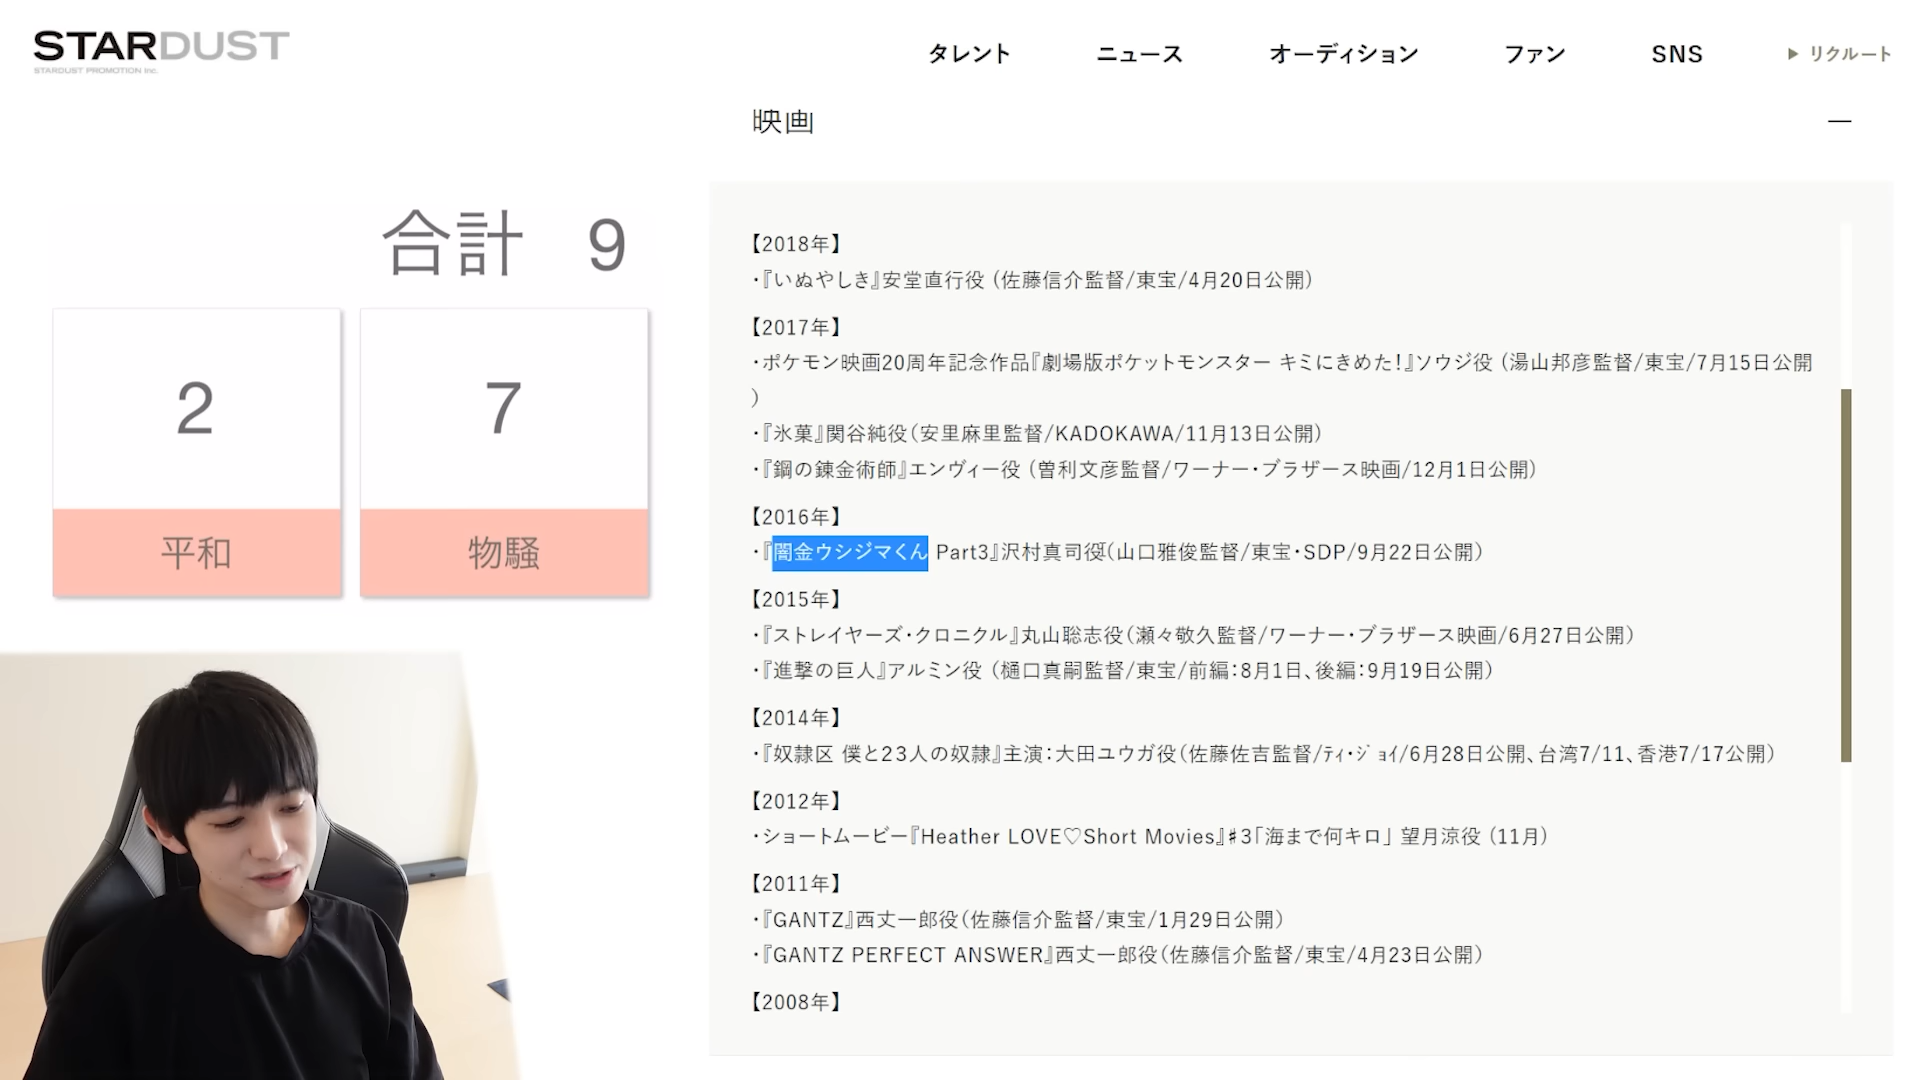 STARDUST
STARDUST PROMOTION Inc.
タレント
ニュース
オーディション
ファン
SNS
▶ リクルート
映画
合計 9
2
7
平和
物騒
【2018年】
・『いぬやしき』安堂直行役 (佐藤信介監督/東宝/4月20日公開)
【2017年】
・ポケモン映画20周年記念作品『劇場版ポケットモンスター キミにきめた!』ソウジ役 (湯山邦彦監督/東宝/7月15日公開
)
・『氷菓』関谷純役(安里麻里監督/KADOKAWA/11月13日公開)
・『鋼の錬金術師』エンヴィー役 (曽利文彦監督/ワーナー・ブラザース映画/12月1日公開)
【2016年】
・『闇金ウシジマくん Part3』沢村真司役(山口雅俊監督/東宝・SDP/9月22日公開)
【2015年】
・『ストレイヤーズ・クロニクル』丸山聡志役(瀬々敬久監督/ワーナー・ブラザース映画/6月27日公開)
・『進撃の巨人』アルミン役 (樋口真嗣監督/東宝/前編:8月1日、後編:9月19日公開)
【2014年】
・『奴隷区 僕と23人の奴隷』主演:大田ユウガ役(佐藤佐吉監督/ティ・ジョイ/6月28日公開、台湾7/11、香港7/17公開)
【2012年】
・ショートムービー『Heather LOVE♡Short Movies』♯3「海まで何キロ」 望月涼役 (11月)
【2011年】
・『GANTZ』西丈一郎役(佐藤信介監督/東宝/1月29日公開)
・『GANTZ PERFECT ANSWER』西丈一郎役(佐藤信介監督/東宝/4月23日公開)
【2008年】